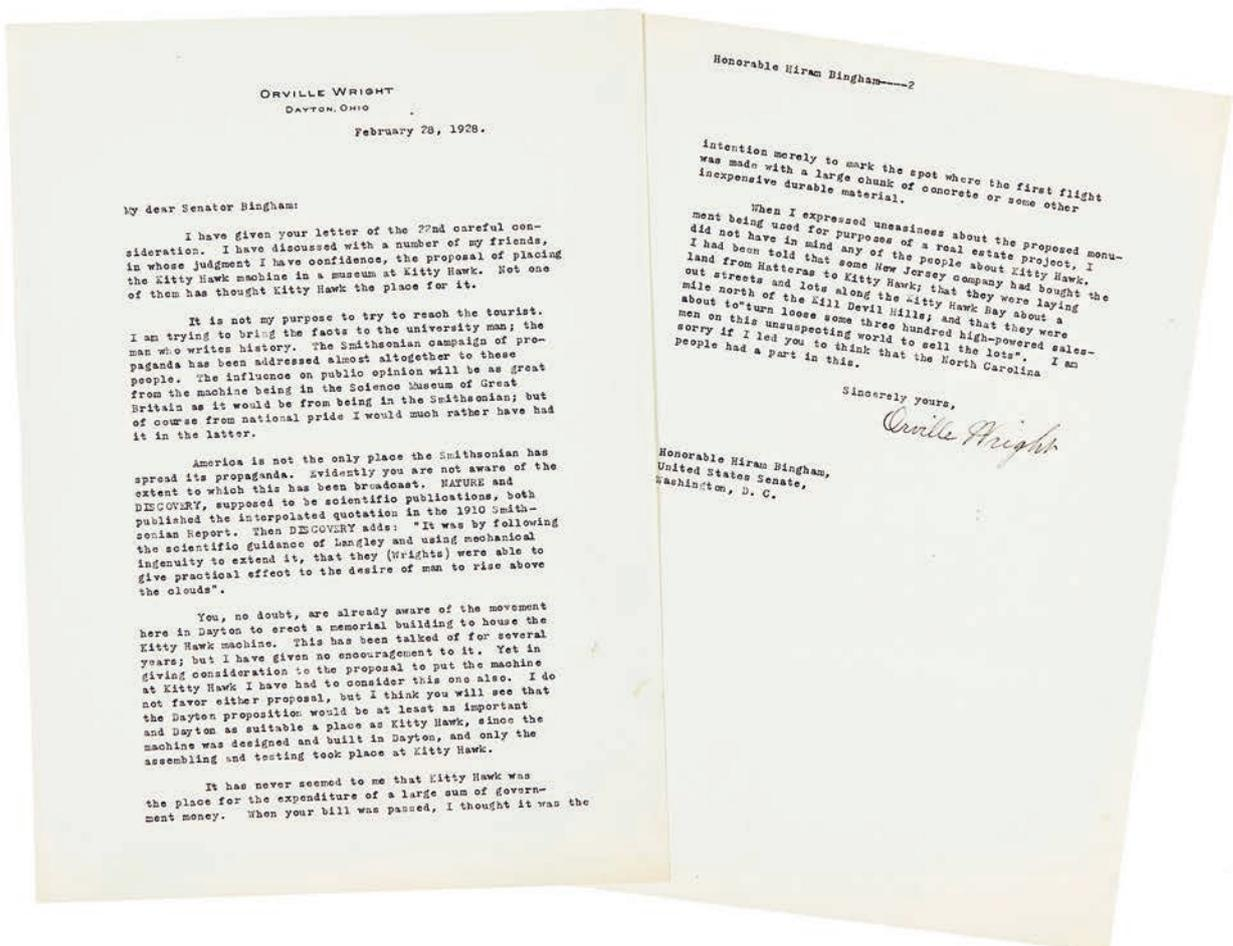 ORVILLE WRIGHT
DAYTON, OHIO
February 28, 1928.
My dear Senator Bingham:
I have given your letter of the 22nd careful con-
sideration. I have discussed with a number of my friends,
in whose judgment I have confidence, the proposal of placing
the Kitty Hawk machine in a museum at Kitty Hawk. Not one
of them has thought Kitty Hawk the place for it.
It is not my purpose to try to reach the tourist.
I am trying to bring the facts to the university man; the
man who writes history. The Smithsonian campaign of pro-
paganda has been addressed almost altogether to these
people. The influence on public opinion will be as great
from the machine being in the Science Museum of Great
Britain as it would be from being in the Smithsonian; but
of course from national pride I would much rather have had
it in the latter.
America is not the only place the Smithsonian has
spread its propaganda. Evidently you are not aware of the
extent to which this has been broadcast. NATURE and
DISCOVERY, supposed to be scientific publications, both
published the interpolated quotation in the 1910 Smith-
sonian Report. Then DISCOVERY adds: "It was by following
the scientific guidance of Langley and using mechanical
ingenuity to extend it, that they (Wrights) were able to
give practical effect to the desire of man to rise above
the clouds".
You, no doubt, are already aware of the movement
here in Dayton to erect a memorial building to house the
Kitty Hawk machine. This has been talked of for several
years; but I have given no encouragement to it. Yet in
giving consideration to the proposal to put the machine
at Kitty Hawk I have had to consider this one also. I do
not favor either proposal, but I think you will see that
the Dayton proposition would be at least as important
and Dayton as suitable a place as Kitty Hawk, since the
machine was designed and built in Dayton, and only the
assembling and testing took place at Kitty Hawk.
It has never seemed to me that Kitty Hawk was
the place for the expenditure of a large sum of govern-
ment money. When your bill was passed, I thought it was the
Honorable Hiram Bingham----2
intention merely to mark the spot where the first flight
was made with a large chunk of concrete or some other
inexpensive durable material.
When I expressed uneasiness about the proposed monu-
ment being used for purposes of a real estate project, I
did not have in mind any of the people about Kitty Hawk.
I had been told that some New Jersey company had bought the
land from Hatteras to Kitty Hawk; that they were laying
out streets and lots along the Kitty Hawk Bay about a
mile north of the Kill Devil Hills; and that they were
about to"turn loose some three hundred high-powered sales-
men on this unsuspecting world to sell the lots". I am
sorry if I led you to think that the North Carolina
people had a part in this.
Sincerely yours,
Orville Wright
Honorable Hiram Bingham,
United States Senate,
Washington, D. C.